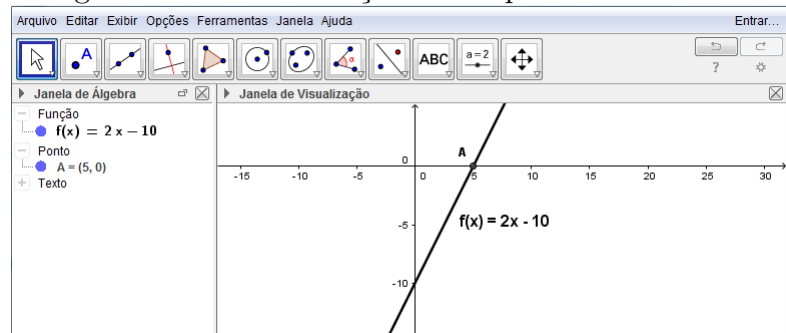 Arquivo Editar Exibir Opções Ferramentas Janela Ajuda Entrar...
A α ABC a=2 ?
Janela de Álgebra
Janela de Visualização
Função
f(x) = 2 x – 10
Ponto
A = (5, 0)
Texto
A
0
-15 -10 -5 0 5 10 15 20 25 30
-5
f(x) = 2x - 10
-10